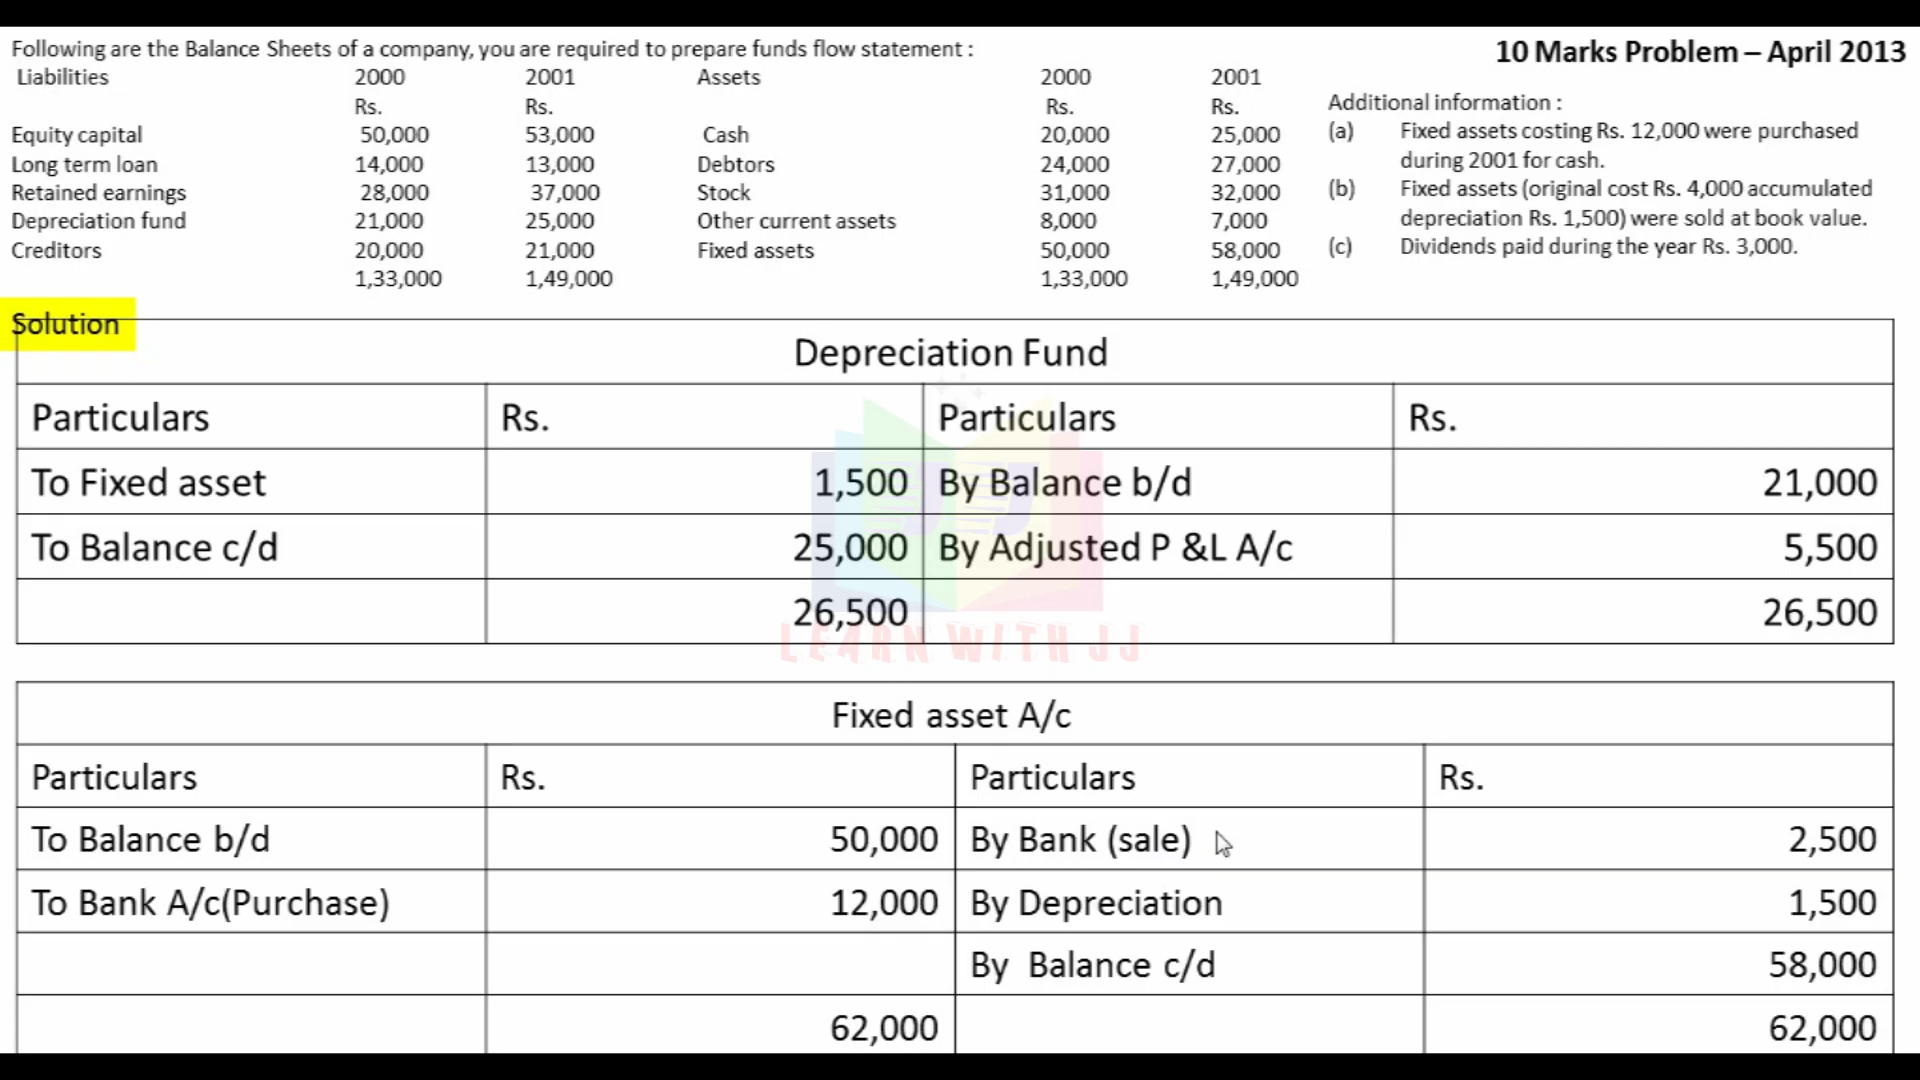 Following are the Balance Sheets of a company, you are required to prepare funds flow statement :
10 Marks Problem – April 2013
Liabilities 2000 2001 Assets 2000 2001
Rs. Rs. Rs. Rs.
Equity capital 50,000 53,000 Cash 20,000 25,000
Long term loan 14,000 13,000 Debtors 24,000 27,000
Retained earnings 28,000 37,000 Stock 31,000 32,000
Depreciation fund 21,000 25,000 Other current assets 8,000 7,000
Creditors 20,000 21,000 Fixed assets 50,000 58,000
1,33,000 1,49,000 1,33,000 1,49,000
Additional information :
(a) Fixed assets costing Rs. 12,000 were purchased
during 2001 for cash.
(b) Fixed assets (original cost Rs. 4,000 accumulated
depreciation Rs. 1,500) were sold at book value.
(c) Dividends paid during the year Rs. 3,000.
Solution
Depreciation Fund
Particulars Rs. Particulars Rs.
To Fixed asset 1,500 By Balance b/d 21,000
To Balance c/d 25,000 By Adjusted P &L A/c 5,500
26,500 26,500
LEARN WITH JJ
Fixed asset A/c
Particulars Rs. Particulars Rs.
To Balance b/d 50,000 By Bank (sale) 2,500
To Bank A/c(Purchase) 12,000 By Depreciation 1,500
By Balance c/d 58,000
62,000 62,000